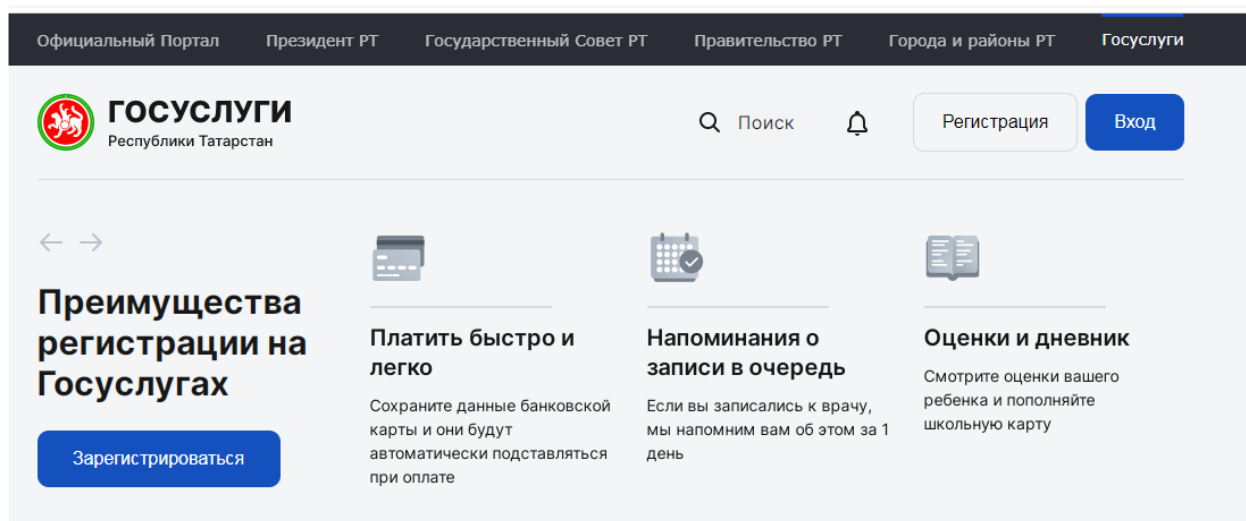 Официальный Портал Президент РТ Государственный Совет РТ Правительство РТ Города и районы РТ Госуслуги
ГОСУСЛУГИ
Республики Татарстан
Поиск Регистрация Вход
Преимущества
регистрации на
Госуслугах
Зарегистрироваться
Платить быстро и
легко
Сохраните данные банковской
карты и они будут
автоматически подставляться
при оплате
Напоминания о
записи в очередь
Если вы записались к врачу,
мы напомним вам об этом за 1
день
Оценки и дневник
Смотрите оценки вашего
ребенка и пополняйте
школьную карту